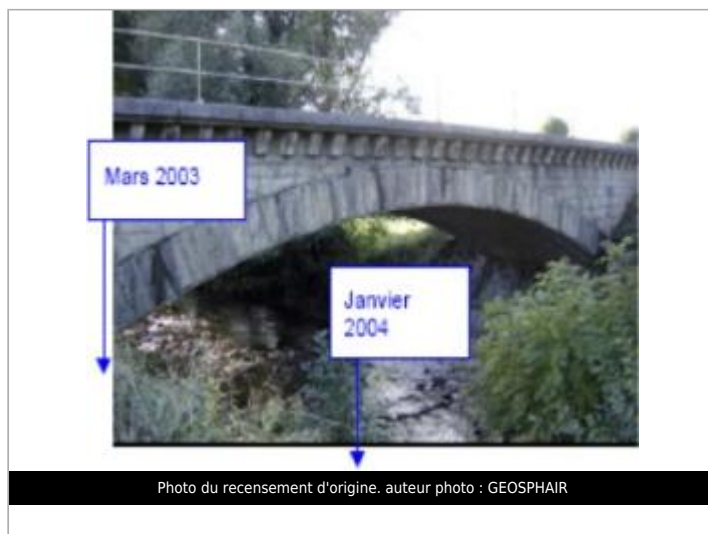 Mars 2003
Janvier
2004
Photo du recensement d'origine. auteur photo : GEOSPHAIR